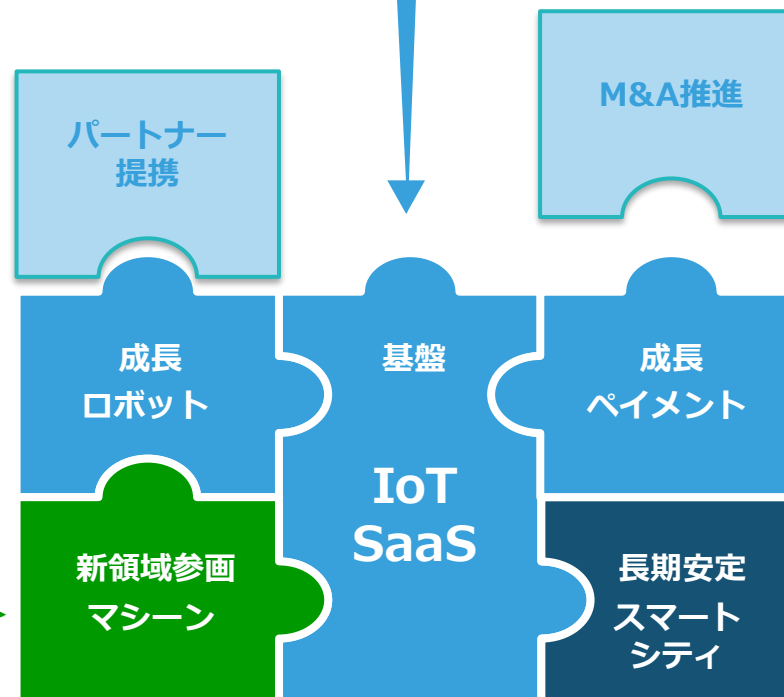 M&A推進
パートナー
提携
成長
ロボット
基盤
IoT
SaaS
成長
ペイメント
新領域参画
マシーン
長期安定
スマート
シティ